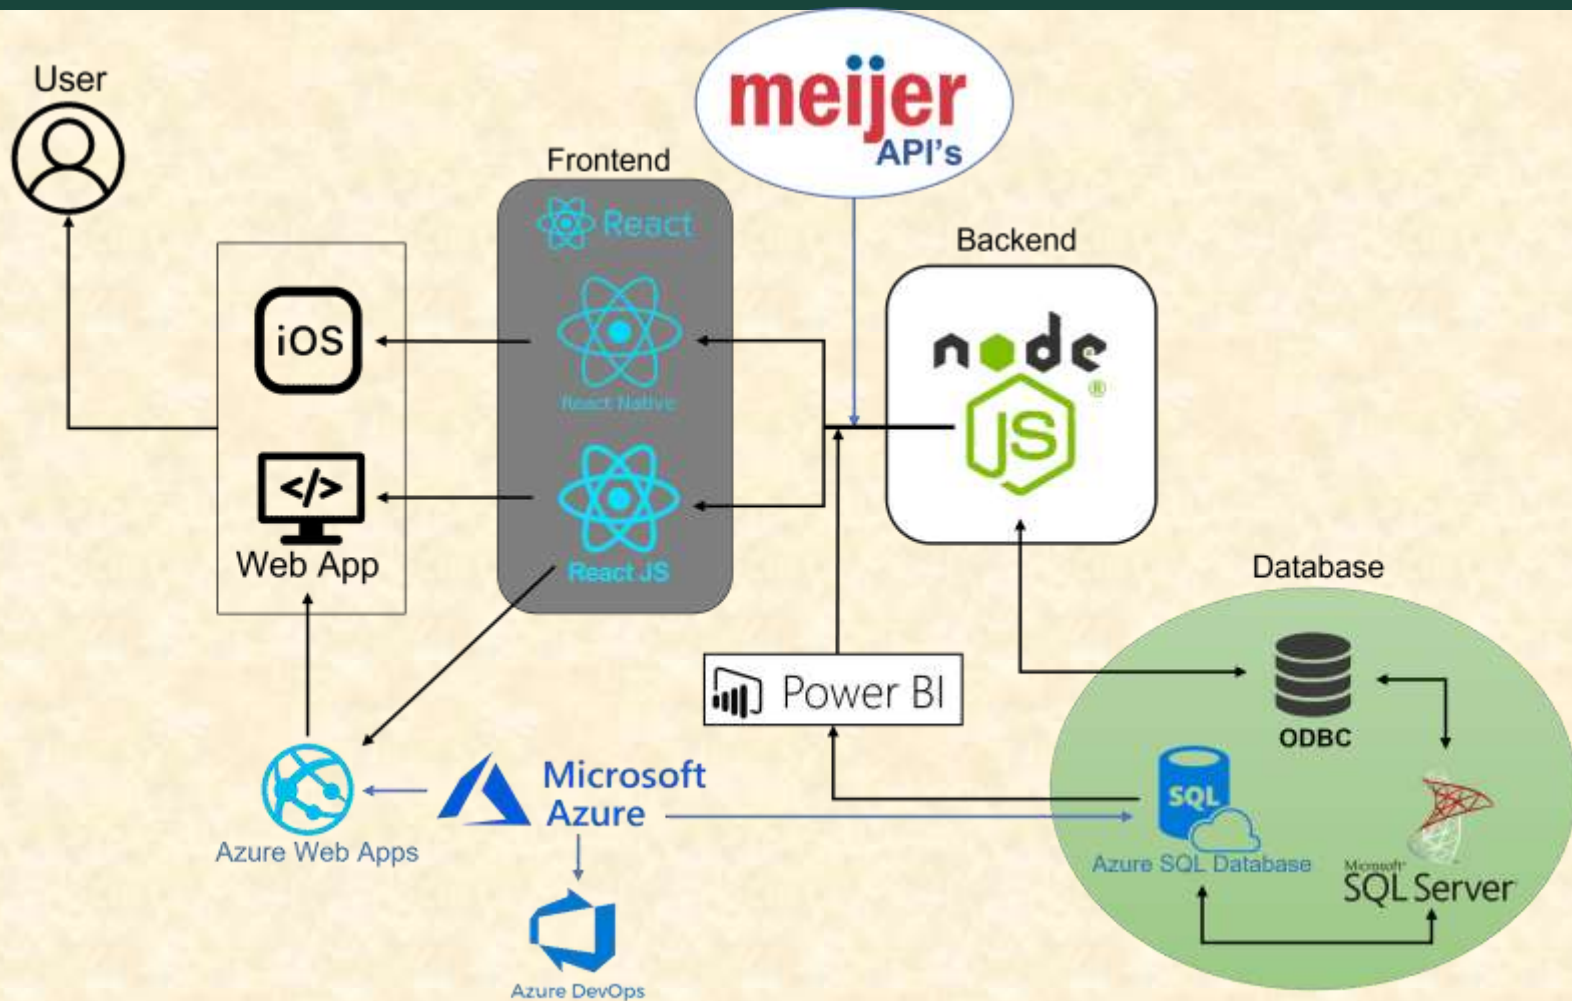 User
meijer
API's
Frontend
React
Backend
iOS
React Native
node
®
JS
</>
Web App
React JS
Database
Power BI
ODBC
Microsoft
Azure
SQL
Azure Web Apps
Azure SQL Database
Microsoft
SQL Server
Azure DevOps